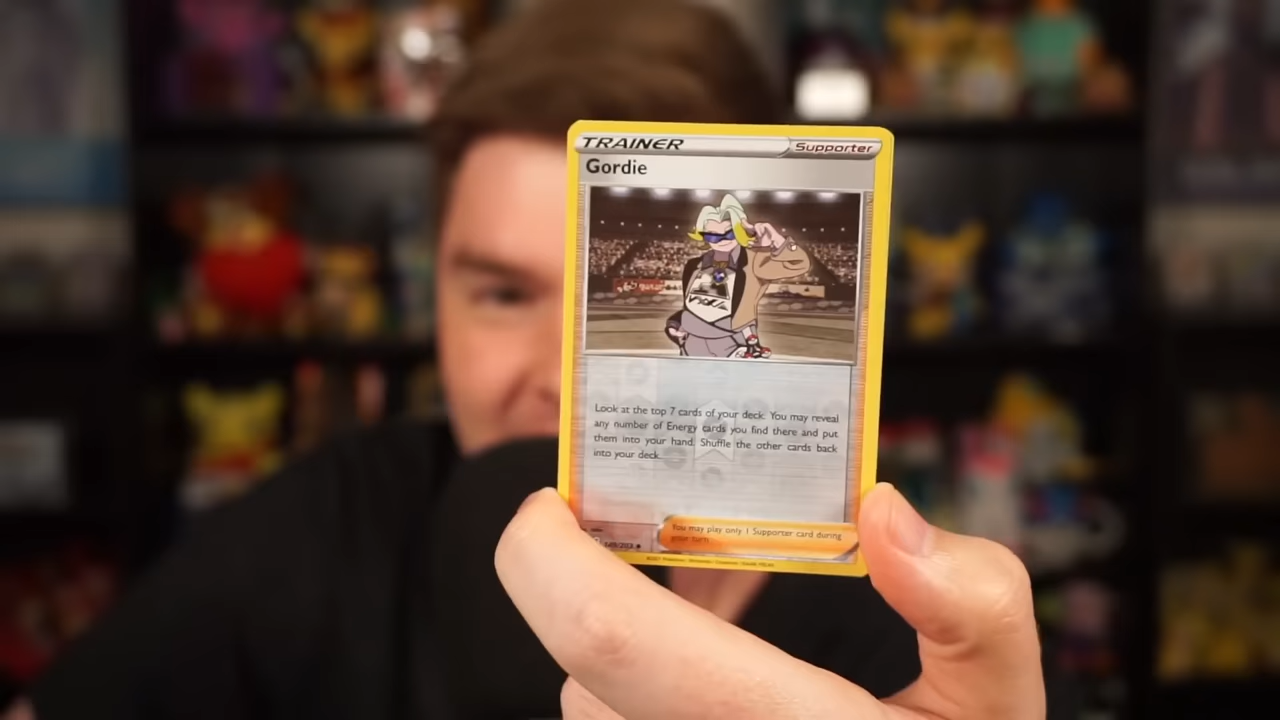 TRAINER
Supporter
Gordie
Look at the top 7 cards of your deck. You may reveal
any number of Energy cards you find there and put
them into your hand. Shuffle the other cards back
into your deck.
You may play only 1 Supporter card during
your turn.